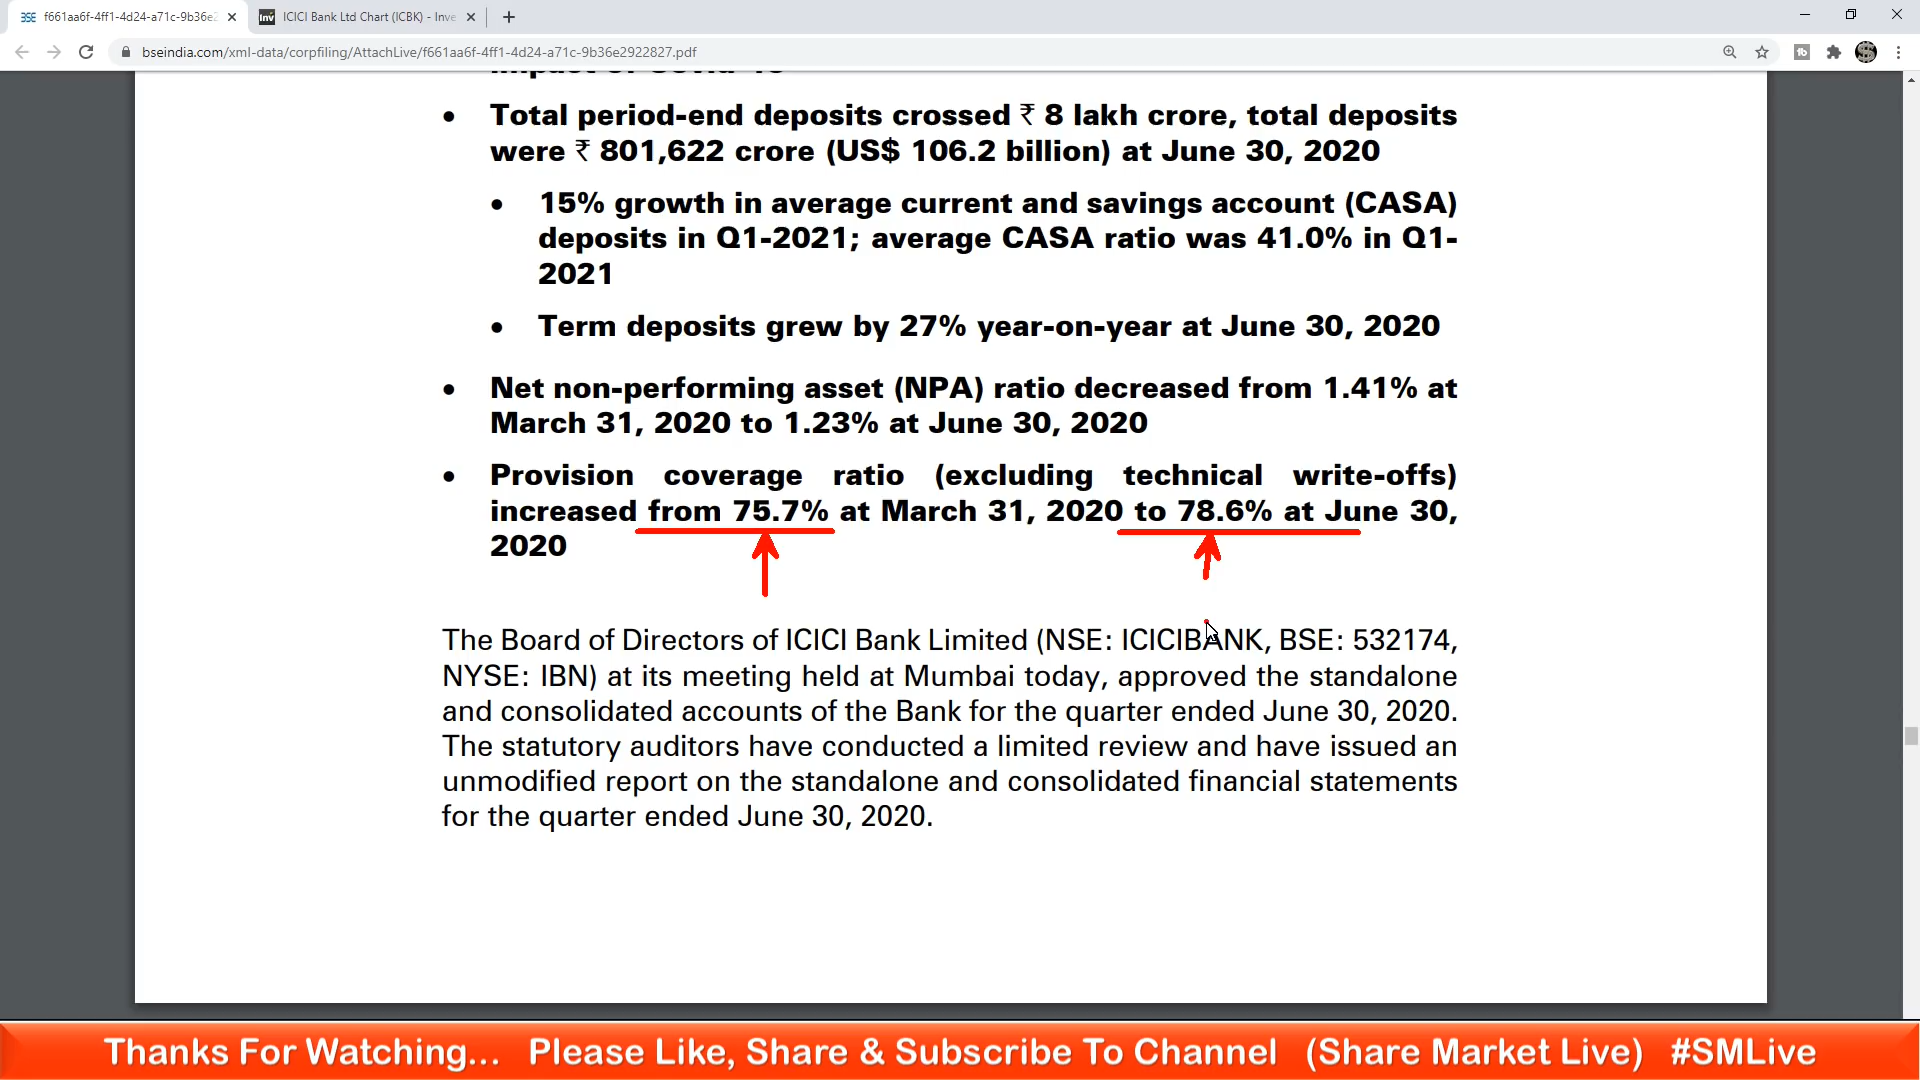 f661aa6f-4ff1-4d24-a71c-9b36e2
ICICI Bank Ltd Chart (ICBK) - Inve
bseindia.com/xml-data/corpfiling/AttachLive/f661aa6f-4ff1-4d24-a71c-9b36e2922827.pdf
• Total period-end deposits crossed ₹ 8 lakh crore, total deposits
were ₹ 801,622 crore (US$ 106.2 billion) at June 30, 2020
• 15% growth in average current and savings account (CASA)
deposits in Q1-2021; average CASA ratio was 41.0% in Q1-
2021
• Term deposits grew by 27% year-on-year at June 30, 2020
• Net non-performing asset (NPA) ratio decreased from 1.41% at
March 31, 2020 to 1.23% at June 30, 2020
• Provision coverage ratio (excluding technical write-offs)
increased from 75.7% at March 31, 2020 to 78.6% at June 30,
2020
The Board of Directors of ICICI Bank Limited (NSE: ICICIBANK, BSE: 532174,
NYSE: IBN) at its meeting held at Mumbai today, approved the standalone
and consolidated accounts of the Bank for the quarter ended June 30, 2020.
The statutory auditors have conducted a limited review and have issued an
unmodified report on the standalone and consolidated financial statements
for the quarter ended June 30, 2020.
Thanks For Watching... Please Like, Share & Subscribe To Channel (Share Market Live) #SMLive